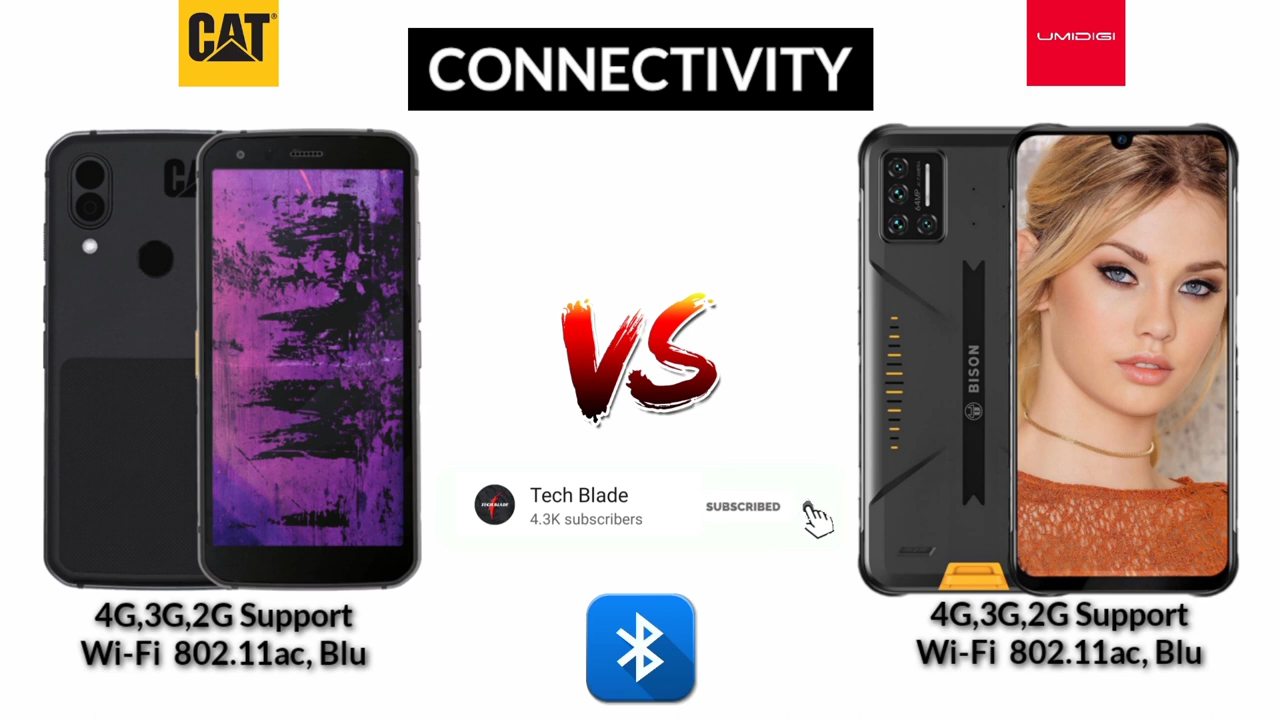 CAT
CONNECTIVITY
UMIDIGI
CA
64MP
BISON
VS
Tech Blade
4.3K subscribers
SUBSCRIBED
4G,3G,2G Support
Wi-Fi 802.11ac, Blu
4G,3G,2G Support
Wi-Fi 802.11ac, Blu